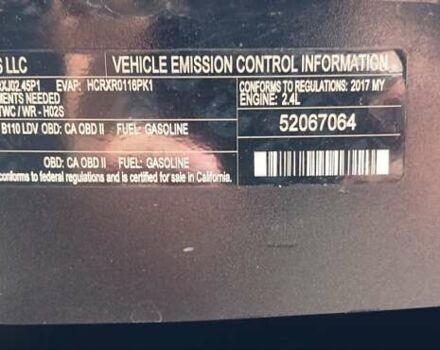 S LLC VEHICLE EMISSION CONTROL INFORMATION
XJ02.45P1 EVAP: HCRXR0116PK1 CONFORMS TO REGULATIONS: 2017 MY
MENTS NEEDED ENGINE: 2.4L
TWC / WR - H02S
B110 LDV OBD: CA OBD II FUEL: GASOLINE 52067064
OBD: CA OBD II FUEL: GASOLINE
conforms to federal regulations and is certified for sale in California.